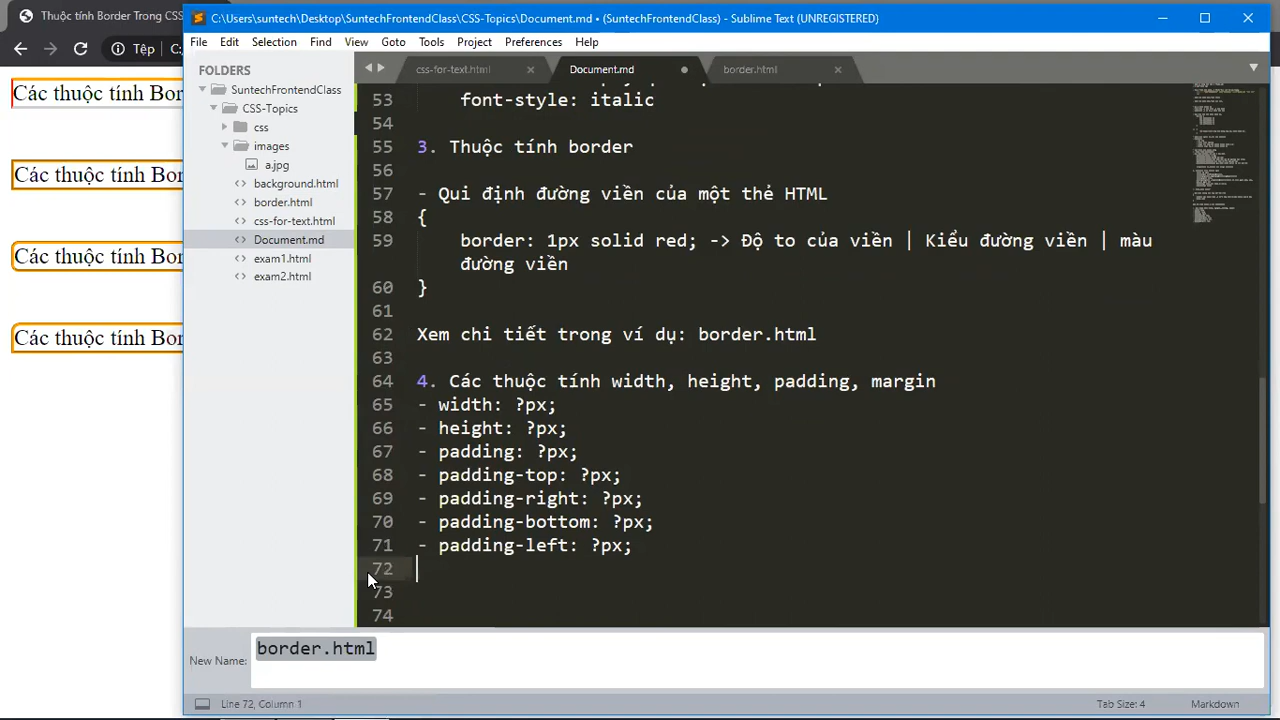 Thuộc tính Border Trong CSS
Tệp
C:
Các thuộc tính Bor
Các thuộc tính Bor
Các thuộc tính Bor
Các thuộc tính Bor
C:\Users\suntech\Desktop\SuntechFrontendClass\CSS-Topics\Document.md • (SuntechFrontendClass) - Sublime Text (UNREGISTERED)
File Edit Selection Find View Goto Tools Project Preferences Help
FOLDERS
SuntechFrontendClass
CSS-Topics
css
images
a.jpg
background.html
border.html
css-for-text.html
Document.md
exam1.html
exam2.html
css-for-text.html Document.md border.html
53 font-style: italic
54
55 3. Thuộc tính border
56
57 - Qui định đường viền của một thẻ HTML
58 {
59 border: 1px solid red; -> Độ to của viền | Kiểu đường viền | màu
đường viền
60 }
61
62 Xem chi tiết trong ví dụ: border.html
63
64 4. Các thuộc tính width, height, padding, margin
65 - width: ?px;
66 - height: ?px;
67 - padding: ?px;
68 - padding-top: ?px;
69 - padding-right: ?px;
70 - padding-bottom: ?px;
71 - padding-left: ?px;
72
73
74
New Name: border.html
Line 72, Column 1
Tab Size: 4
Markdown